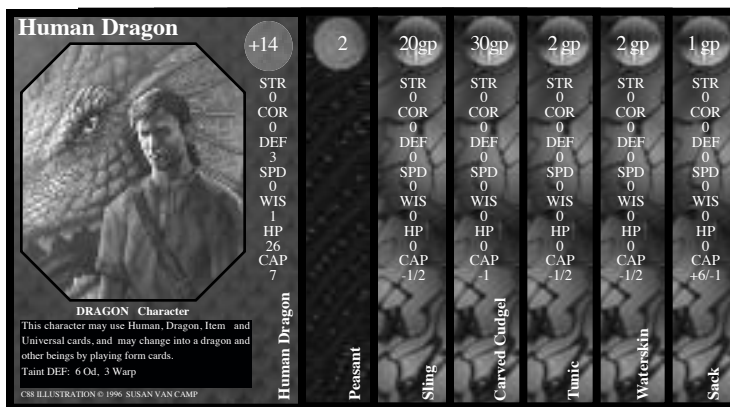 Human Dragon
+14
STR
0
COR
0
DEF
3
SPD
0
WIS
1
HP
26
CAP
7
Human Dragon
DRAGON Character
This character may use Human, Dragon, Item and
Universal cards, and may change into a dragon and
other beings by playing form cards.
Taint DEF: 6 Od, 3 Warp
C88 ILLUSTRATION © 1996 SUSAN VAN CAMP
2
Peasant
20gp
STR
0
COR
0
DEF
0
SPD
0
WIS
0
HP
0
CAP
-1/2
Sling
30gp
STR
0
COR
0
DEF
0
SPD
0
WIS
0
HP
0
CAP
-1
Carved Cudgel
2 gp
STR
0
COR
0
DEF
0
SPD
0
WIS
0
HP
0
CAP
-1/2
Tunic
2 gp
STR
0
COR
0
DEF
0
SPD
0
WIS
0
HP
0
CAP
-1/2
Waterskin
1 gp
STR
0
COR
0
DEF
0
SPD
0
WIS
0
HP
0
CAP
+6/-1
Sack